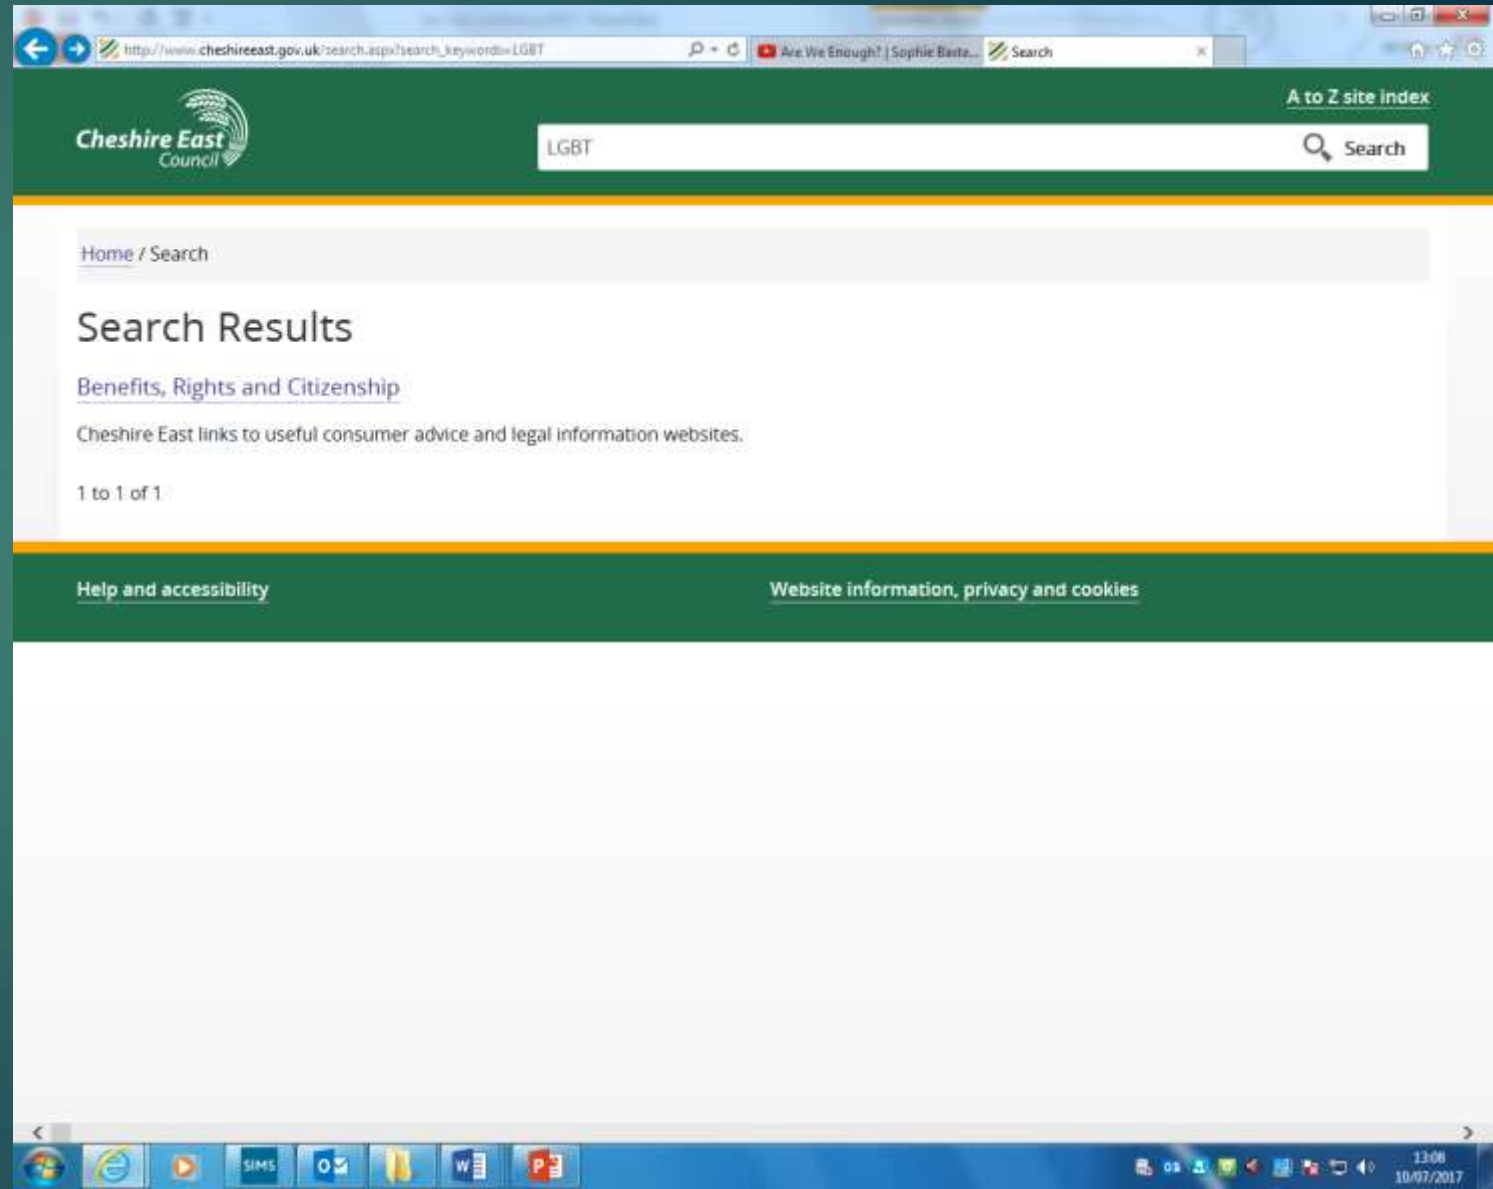 http://www.cheshireeast.gov.uk/search.aspx?search_keywords=LGBT
Are We Enough? | Sophie
Search
A to Z site index
Cheshire East
Council
LGBT
Search
Home / Search
Search Results
Benefits, Rights and Citizenship
Cheshire East links to useful consumer advice and legal information websites.
1 to 1 of 1
Help and accessibility
Website information, privacy and cookies
SIMS
13:08
10/07/2017